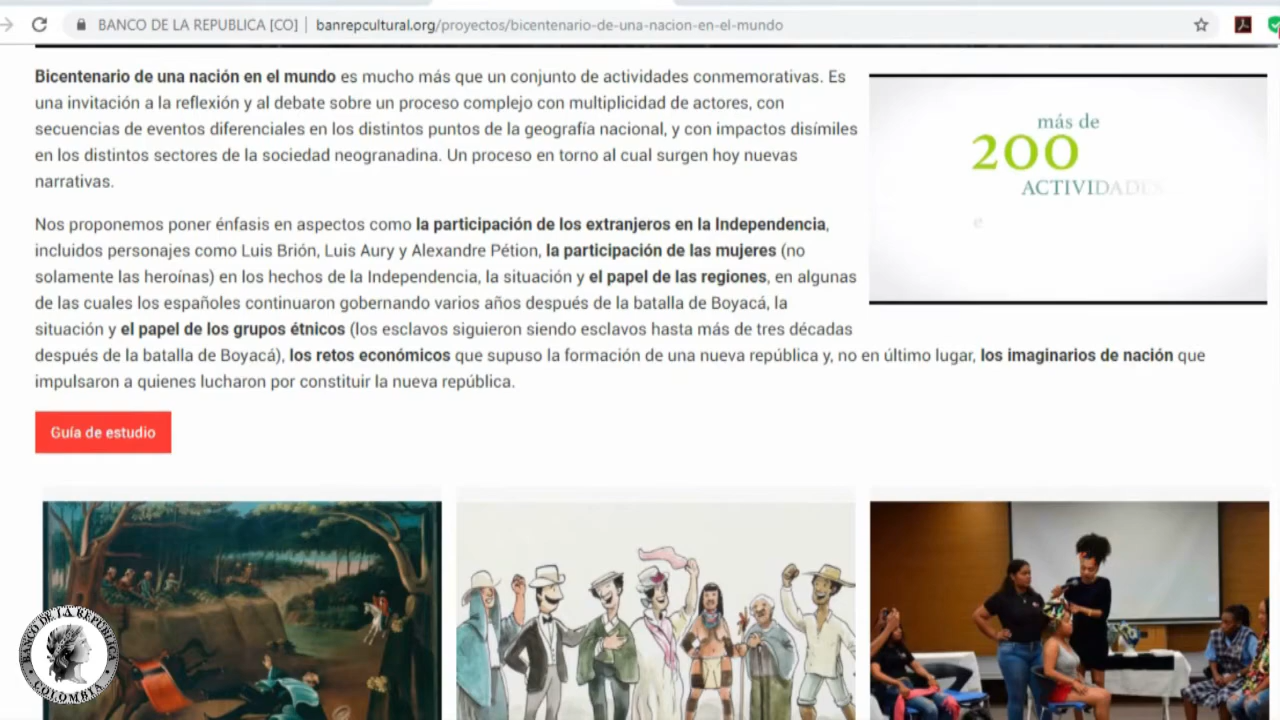 BANCO DE LA REPUBLICA [CO] | banrepcultural.org/proyectos/bicentenario-de-una-nacion-en-el-mundo
Bicentenario de una nación en el mundo es mucho más que un conjunto de actividades conmemorativas. Es
una invitación a la reflexión y al debate sobre un proceso complejo con multiplicidad de actores, con
secuencias de eventos diferenciales en los distintos puntos de la geografía nacional, y con impactos disímiles
en los distintos sectores de la sociedad neogranadina. Un proceso en torno al cual surgen hoy nuevas
narrativas.
más de
200
ACTIVIDADES
e
Nos proponemos poner énfasis en aspectos como la participación de los extranjeros en la Independencia,
incluidos personajes como Luis Brión, Luis Aury y Alexandre Pétion, la participación de las mujeres (no
solamente las heroínas) en los hechos de la Independencia, la situación y el papel de las regiones, en algunas
de las cuales los españoles continuaron gobernando varios años después de la batalla de Boyacá, la
situación y el papel de los grupos étnicos (los esclavos siguieron siendo esclavos hasta más de tres décadas
después de la batalla de Boyacá), los retos económicos que supuso la formación de una nueva república y, no en último lugar, los imaginarios de nación que
impulsaron a quienes lucharon por constituir la nueva república.
Guía de estudio
BANCO DE LA REPUBLICA
COLOMBIA